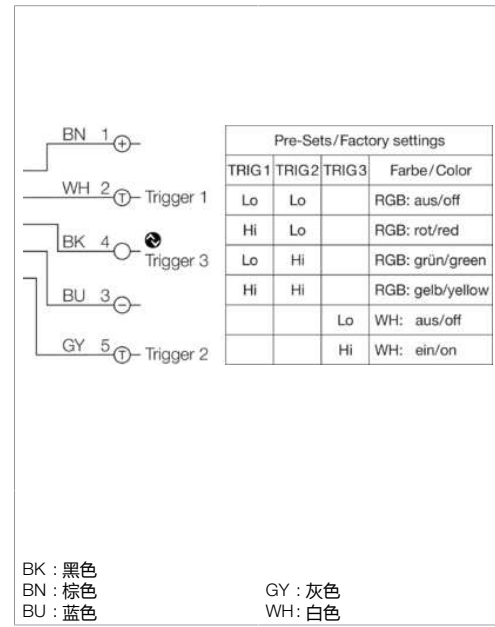 BN 1
WH 2 T Trigger 1
BK 4
Trigger 3
BU 3
GY 5 T Trigger 2
Pre-Sets/Factory settings
TRIG1 TRIG2 TRIG3 Farbe/Color
Lo Lo RGB: aus/off
Hi Lo RGB: rot/red
Lo Hi RGB: grün/green
Hi Hi RGB: gelb/yellow
Lo WH: aus/off
Hi WH: ein/on
BK : 黑色
BN : 棕色
BU : 蓝色
GY : 灰色
WH : 白色